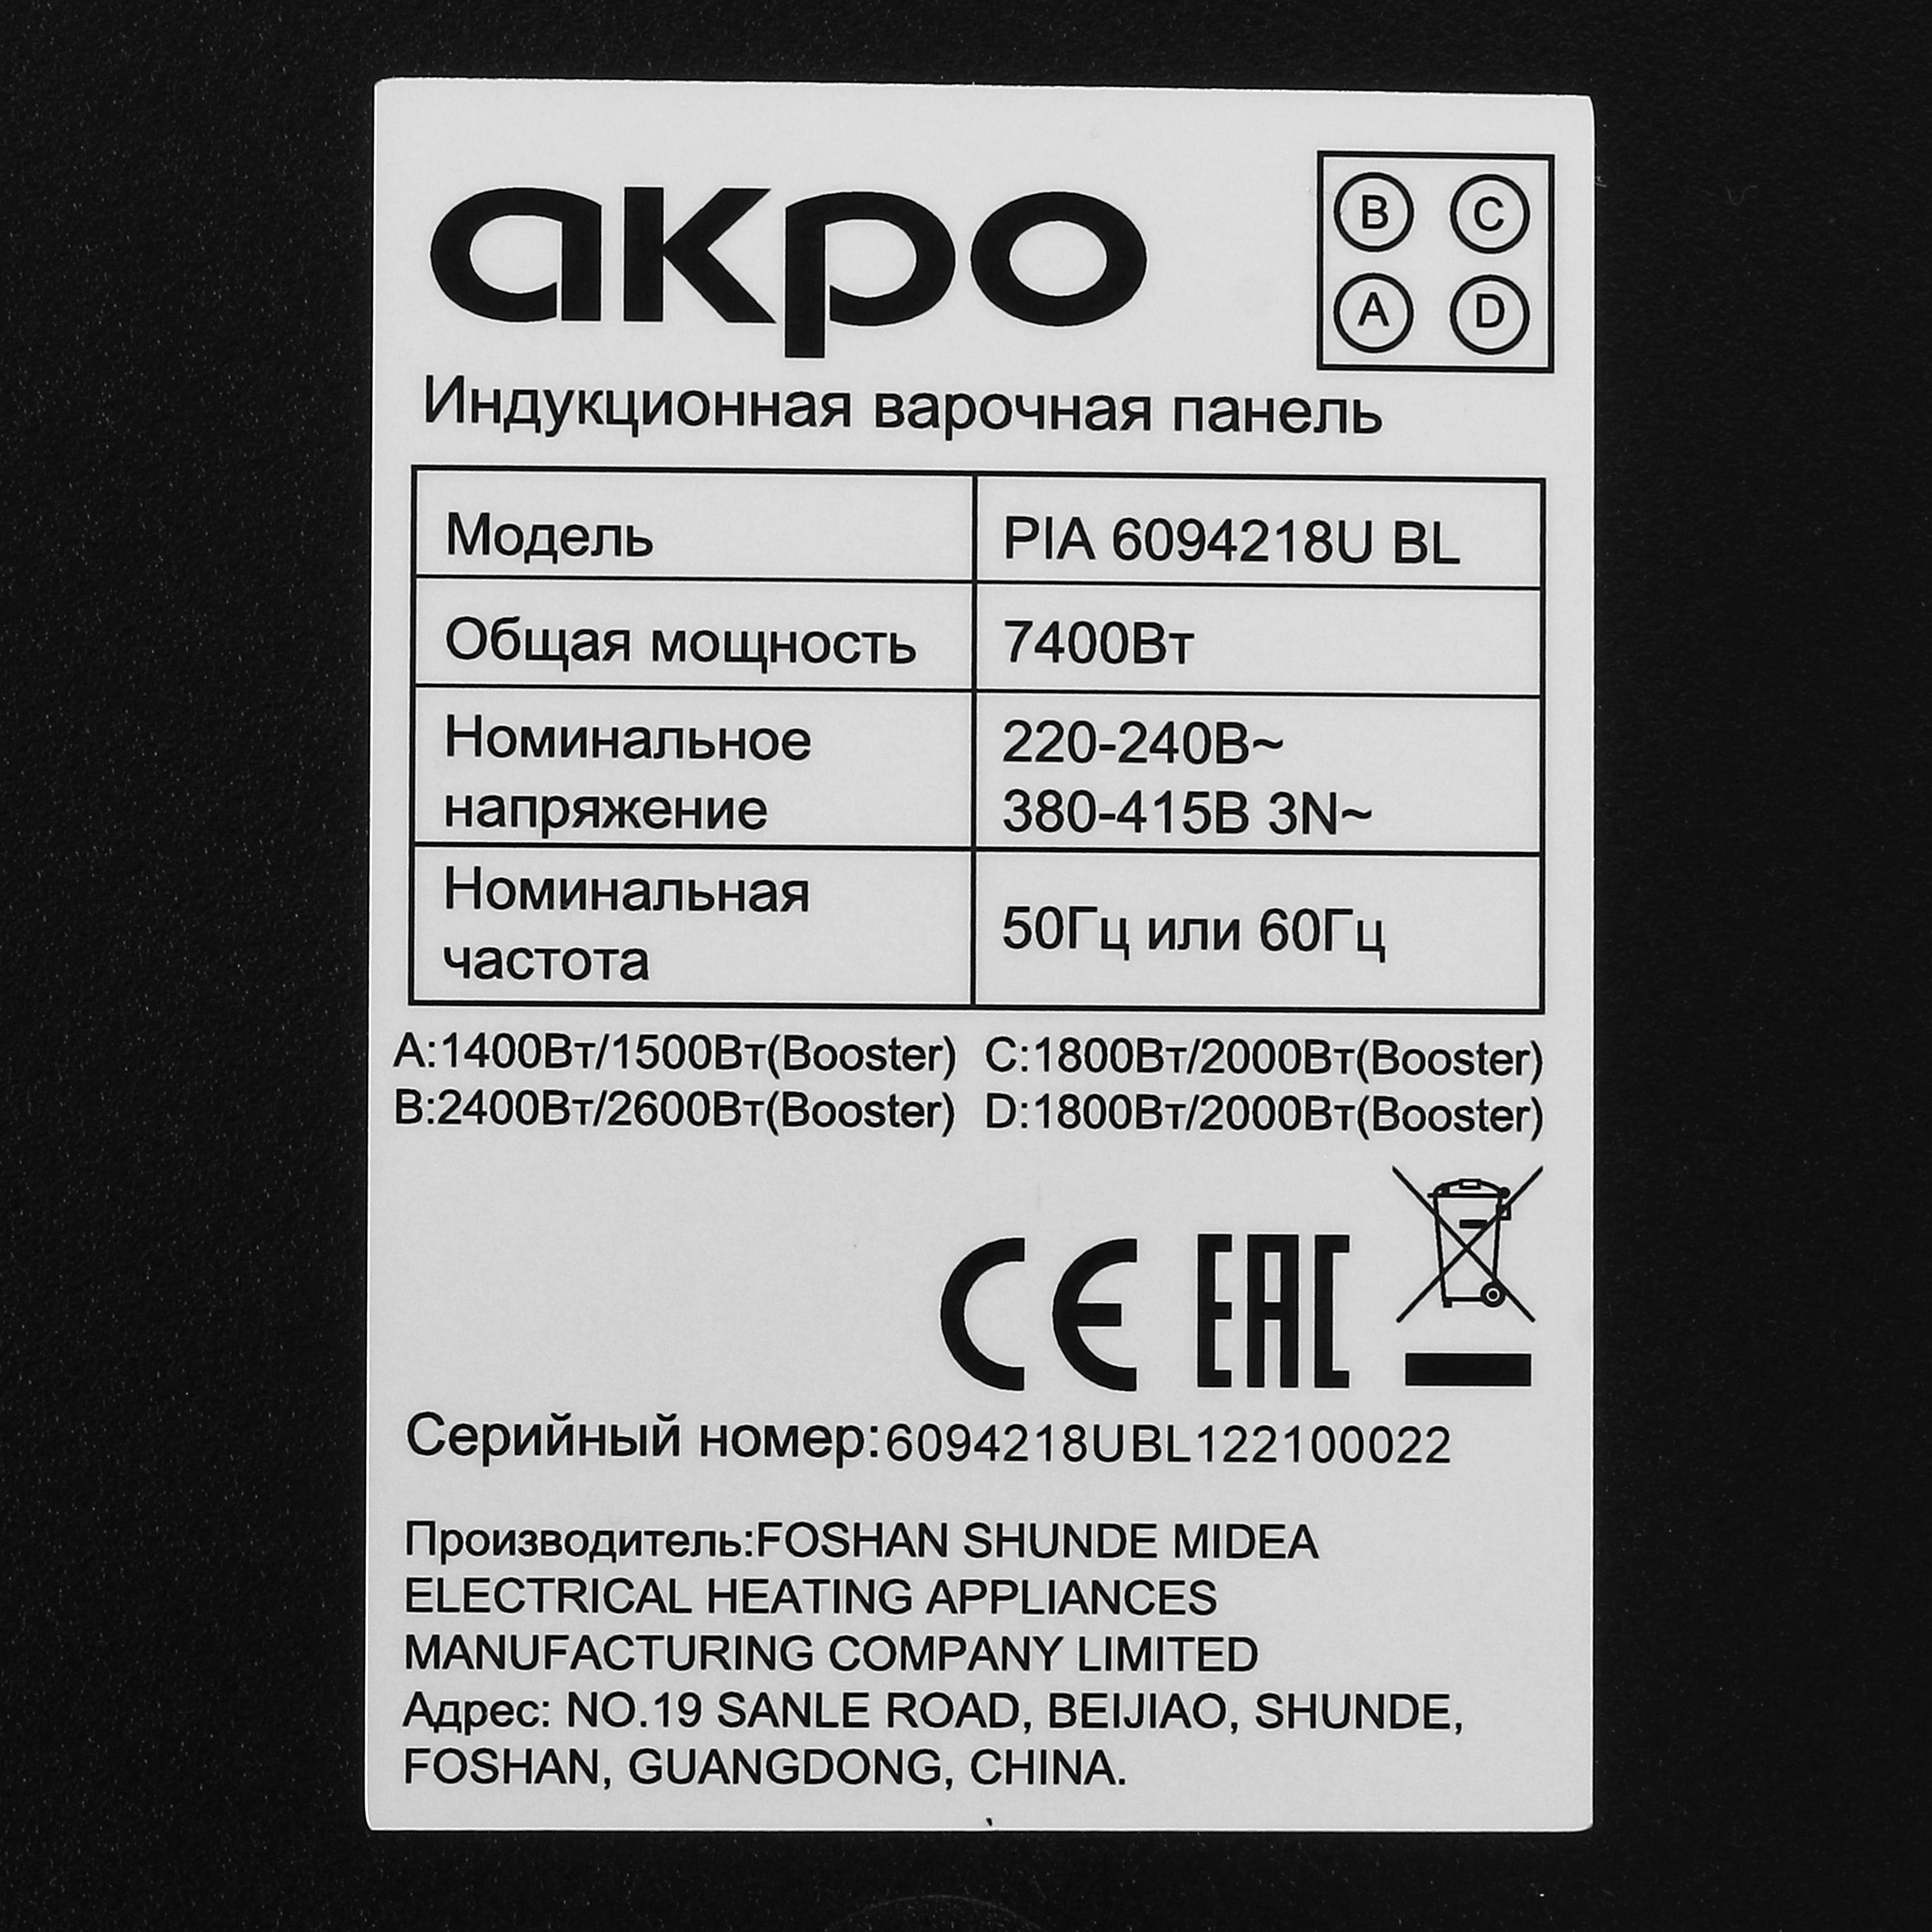 акро
B C
A D
Индукционная варочная панель
Модель PIA 6094218U BL
Общая мощность 7400Вт
Номинальное напряжение 220-240В~
380-415В 3N~
Номинальная частота 50Гц или 60Гц
A:1400Вт/1500Вт(Booster) C:1800Вт/2000Вт(Booster)
B:2400Вт/2600Вт(Booster) D:1800Вт/2000Вт(Booster)
CE EAC
Серийный номер:6094218UBL122100022
Производитель:FOSHAN SHUNDE MIDEA
ELECTRICAL HEATING APPLIANCES
MANUFACTURING COMPANY LIMITED
Адрес: NO.19 SANLE ROAD, BEIJIAO, SHUNDE,
FOSHAN, GUANGDONG, CHINA.